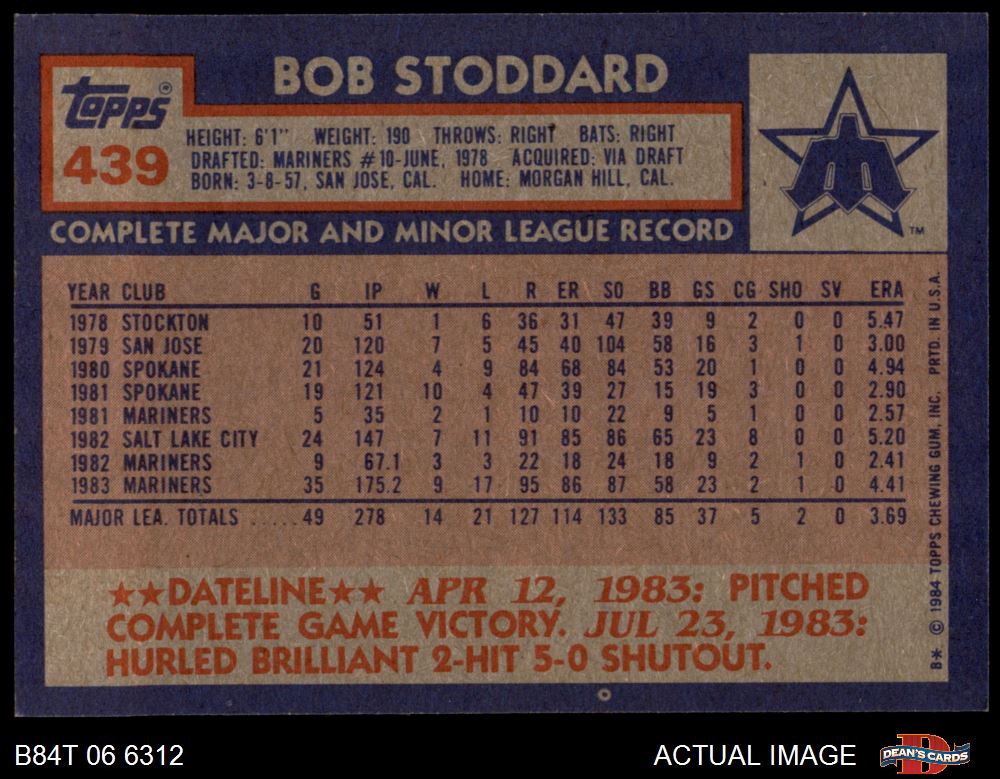 BOB STODDARD
topps®
439
HEIGHT: 6'1" WEIGHT: 190 THROWS: RIGHT BATS: RIGHT
DRAFTED: MARINERS #10-JUNE, 1978 ACQUIRED: VIA DRAFT
BORN: 3-8-57, SAN JOSE, CAL. HOME: MORGAN HILL, CAL.
TM
COMPLETE MAJOR AND MINOR LEAGUE RECORD
YEAR CLUB G IP W L R ER SO BB GS CG SHO SV ERA
1978 STOCKTON 10 51 1 6 36 31 47 39 9 2 0 0 5.47
1979 SAN JOSE 20 120 7 5 45 40 104 58 16 3 1 0 3.00
1980 SPOKANE 21 124 4 9 84 68 84 53 20 1 0 0 4.94
1981 SPOKANE 19 121 10 4 47 39 27 15 19 3 0 0 2.90
1981 MARINERS 5 35 2 1 10 10 22 9 5 1 0 0 2.57
1982 SALT LAKE CITY 24 147 7 11 91 85 86 65 23 8 0 0 5.20
1982 MARINERS 9 67.1 3 3 22 18 24 18 9 2 1 0 2.41
1983 MARINERS 35 175.2 9 17 95 86 87 58 23 2 1 0 4.41
MAJOR LEA. TOTALS ..... 49 278 14 21 127 114 133 85 37 5 2 0 3.69
★★DATELINE★★ APR 12, 1983: PITCHED
COMPLETE GAME VICTORY. JUL 23, 1983:
HURLED BRILLIANT 2-HIT 5-0 SHUTOUT.
B* © 1984 TOPPS CHEWING GUM, INC. PRTD. IN U.S.A.
B84T 06 6312
ACTUAL IMAGE
DEAN'S CARDS